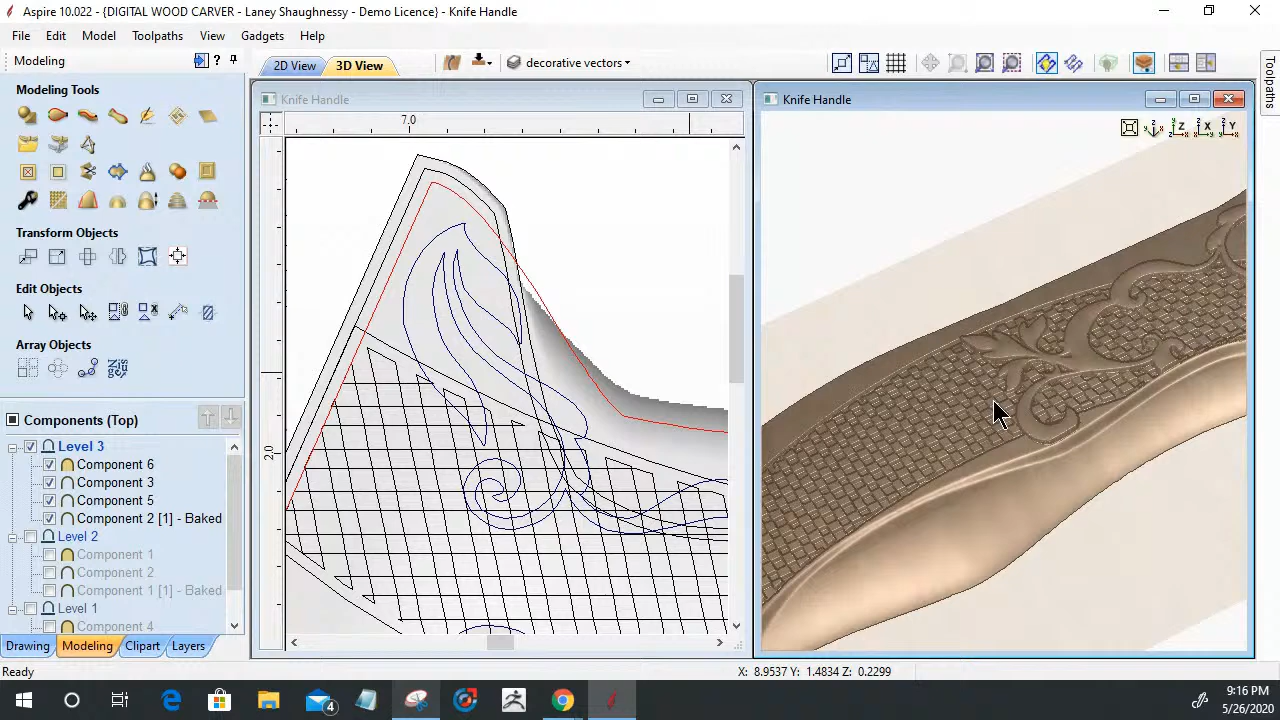 Aspire 10.022 - {DIGITAL WOOD CARVER - Laney Shaughnessy - Demo Licence} - Knife Handle
File Edit Model Toolpaths View Gadgets Help
Modeling
2D View 3D View decorative vectors
Toolpaths
Modeling Tools
Transform Objects
Edit Objects
Array Objects
Knife Handle
7.0
2.0
Knife Handle
Z X Y
Components (Top)
Level 3
Component 6
Component 3
Component 5
Component 2 [1] - Baked
Level 2
Component 1
Component 2
Component 1 [1] - Baked
Level 1
Component 4
Drawing Modeling Clipart Layers
Ready
X: 8.9537 Y: 1.4834 Z: 0.2299
4
9:16 PM
5/26/2020